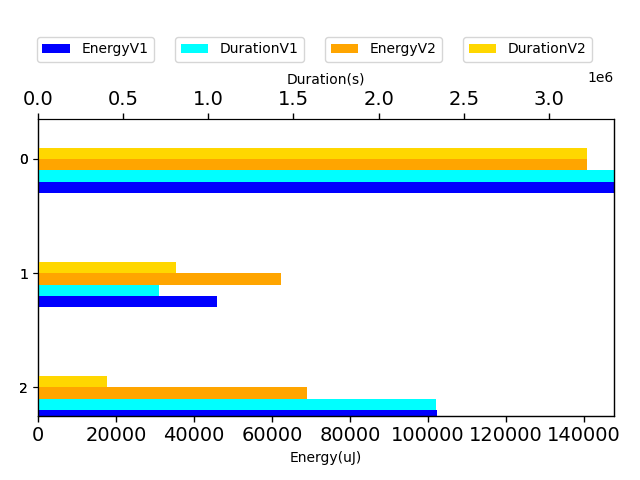 EnergyV1 DurationV1 EnergyV2 DurationV2
Duration(s)
1e6
0.0 0.5 1.0 1.5 2.0 2.5 3.0
0
1
2
0 20000 40000 60000 80000 100000 120000 140000
Energy(uJ)